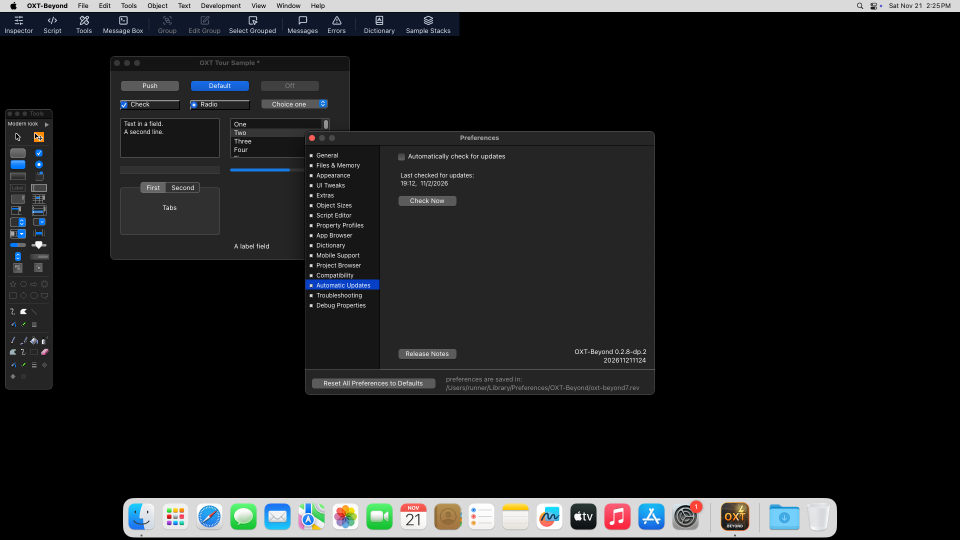 OXT-Beyond File Edit Tools Object Text Development View Window Help
Sat Nov 21 2:25PM
Inspector Script Tools Message Box Group Edit Group Select Grouped Messages Errors Dictionary Sample Stacks
OXT Tour Sample *
Push Default Off
Check Radio Choice one
Text in a field.
A second line.
One
Two
Three
Four
First Second
Tabs
A label field
Tools
Modern look
Label
Preferences
General
Files & Memory
Appearance
UI Tweaks
Extras
Object Sizes
Script Editor
Property Profiles
App Browser
Dictionary
Mobile Support
Project Browser
Compatibility
Automatic Updates
Troubleshooting
Debug Properties
Automatically check for updates
Last checked for updates:
19:12, 11/2/2026
Check Now
Release Notes
OXT-Beyond 0.2.8-dp.2
202611211124
Reset All Preferences to Defaults
preferences are saved in:
/Users/runner/Library/Preferences/OXT-Beyond/oxt-beyond7.rev
NOV
21
tv
1
OXT
BEYOND